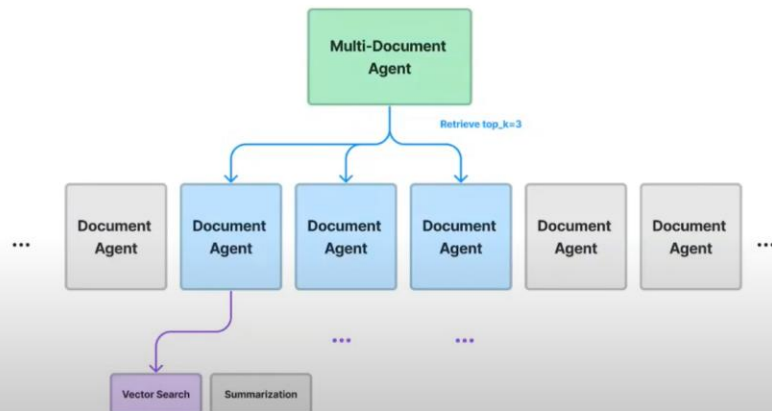 Multi-Document
Agent
Retrieve top_k=3
...
Document
Agent
Document
Agent
Document
Agent
Document
Agent
Document
Agent
Document
Agent
...
...
...
Vector Search
Summarization